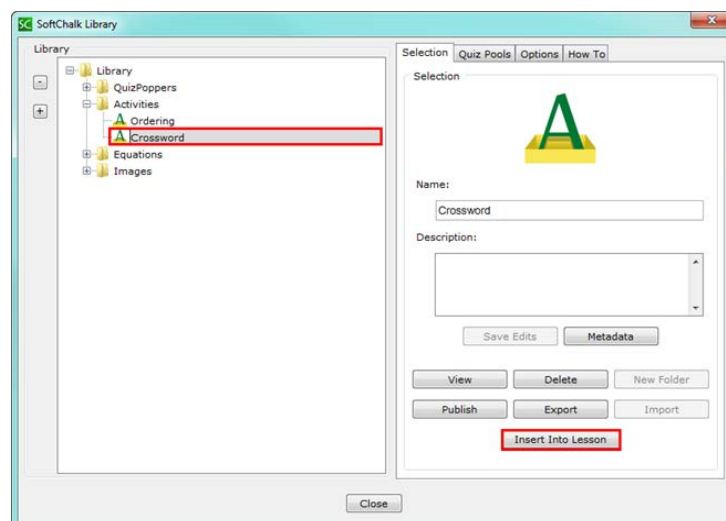 SC SoftChalk Library
Library
-
+
Library
QuizPoppers
Activities
A Ordering
A Crossword
Equations
Images
Selection Quiz Pools Options How To
Selection
A
Name:
Crossword
Description:
Save Edits Metadata
View Delete New Folder
Publish Export Import
Insert Into Lesson
Close